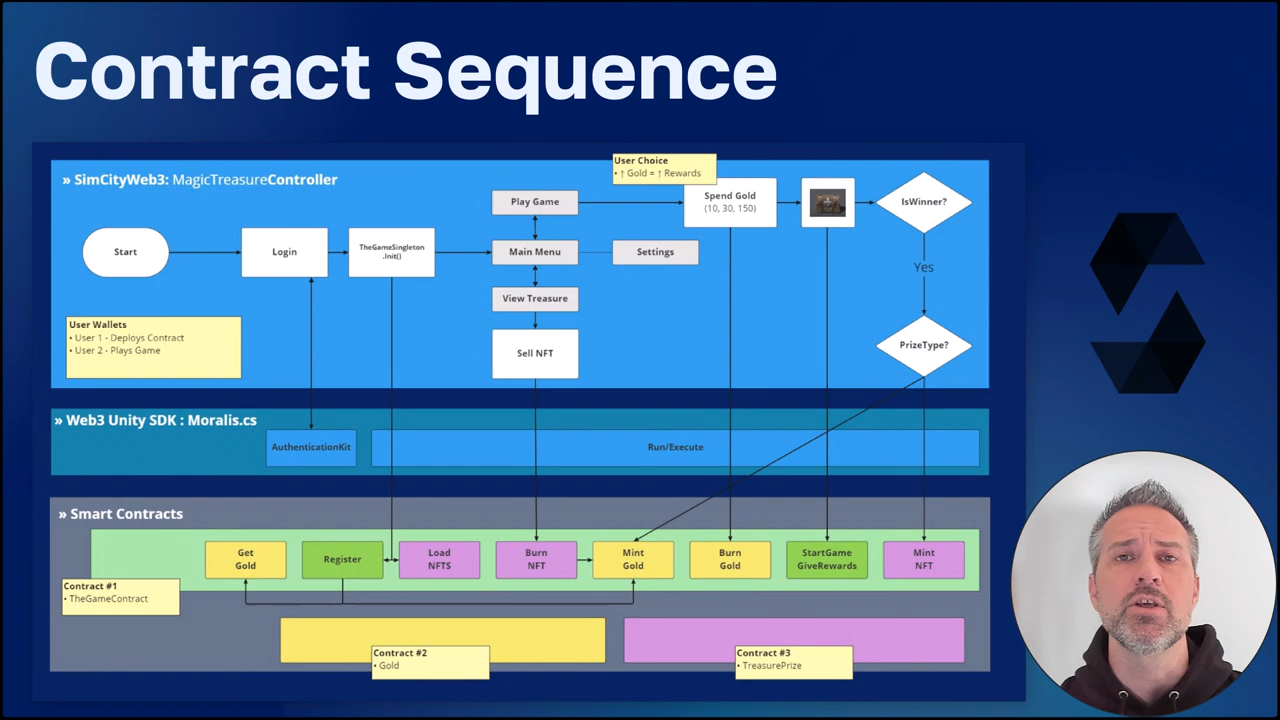 Contract Sequence
» SimCityWeb3: MagicTreasureController
User Choice
• ↑ Gold = ↑ Rewards
Play Game
Spend Gold
(10, 30, 150)
IsWinner?
Start
Login
TheGameSingleton
.Init()
Main Menu
Settings
Yes
View Treasure
User Wallets
• User 1 - Deploys Contract
• User 2 - Plays Game
Sell NFT
PrizeType?
» Web3 Unity SDK : Moralis.cs
AuthenticationKit
Run/Execute
» Smart Contracts
Get
Gold
Register
Load
NFTS
Burn
NFT
Mint
Gold
Burn
Gold
StartGame
GiveRewards
Mint
NFT
Contract #1
• TheGameContract
Contract #2
• Gold
Contract #3
• TreasurePrize